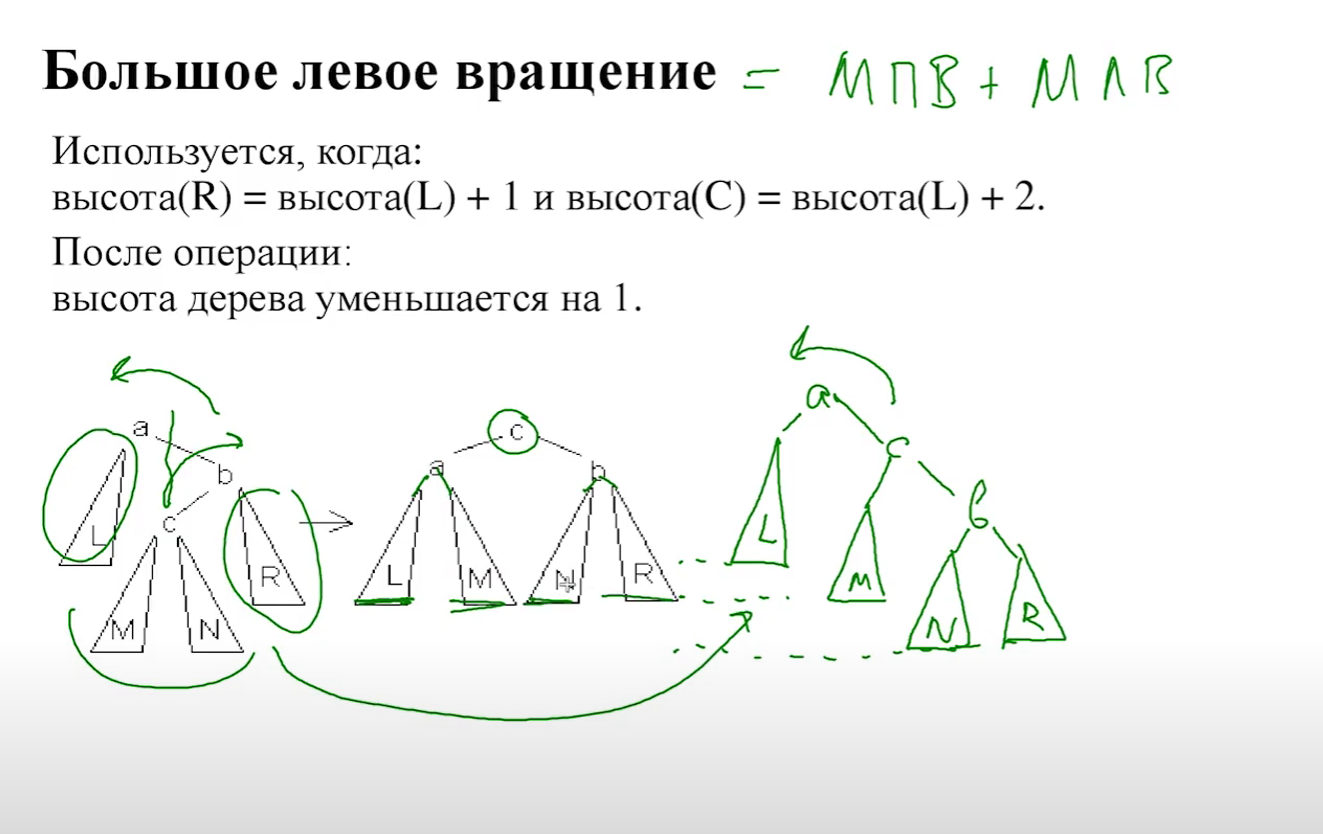 Большое левое вращение = МПВ + МЛВ
Используется, когда:
высота(R) = высота(L) + 1 и высота(C) = высота(L) + 2.
После операции:
высота дерева уменьшается на 1.
a
b
c
L
R
M N
c
a b
L M N R
a
c
b
L
M
N R